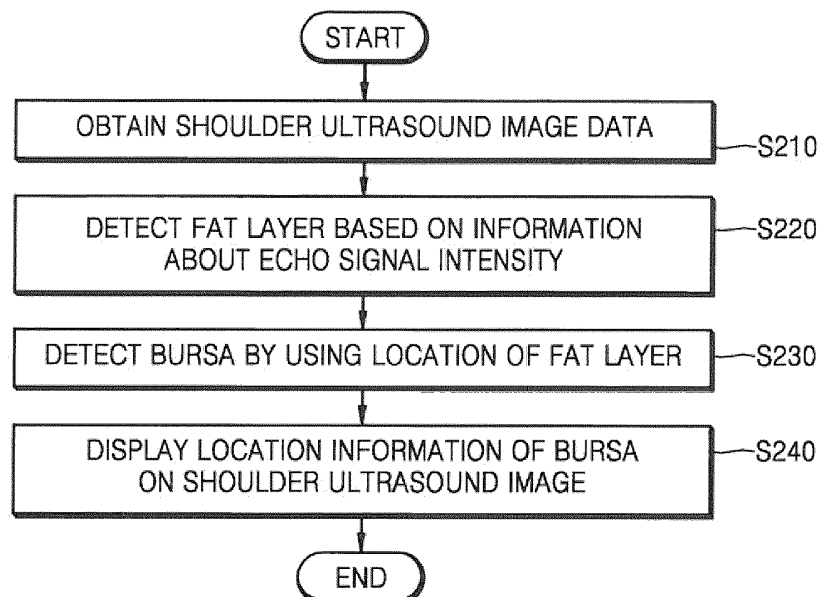 START
OBTAIN SHOULDER ULTRASOUND IMAGE DATA
S210
DETECT FAT LAYER BASED ON INFORMATION
ABOUT ECHO SIGNAL INTENSITY
S220
DETECT BURSA BY USING LOCATION OF FAT LAYER
S230
DISPLAY LOCATION INFORMATION OF BURSA
ON SHOULDER ULTRASOUND IMAGE
S240
END